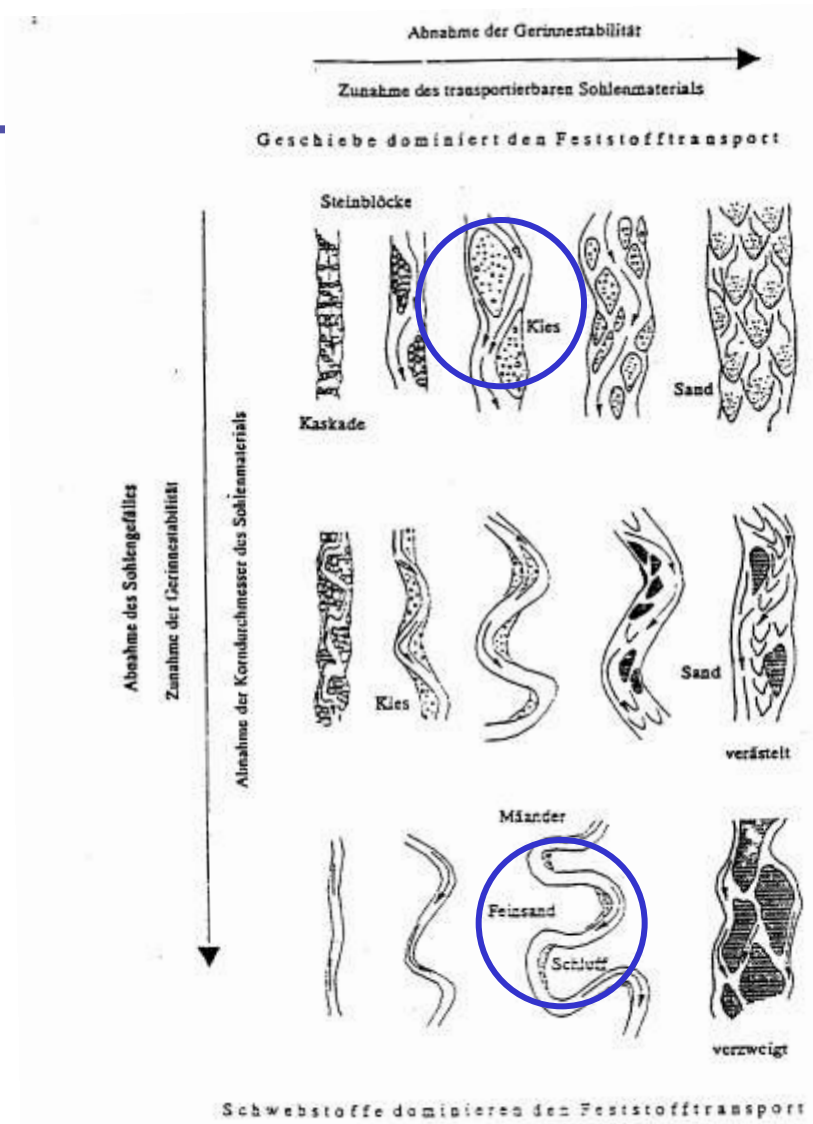 Abnahme der Gerinnestabilität
Zunahme des transportierbaren Sohlenmaterials
Geschiebe dominiert den Feststofftransport
Steinblöcke
Kies
Sand
Kaskade
Abnahme des Sohlengefälles
Zunahme der Gerinnestabilität
Abnahme der Korndurchmesser des Sohlenmaterials
Kies
Sand
verästelt
Mäander
Feinsand
Schluff
verzweigt
Schwebstoffe dominieren den Feststofftransport